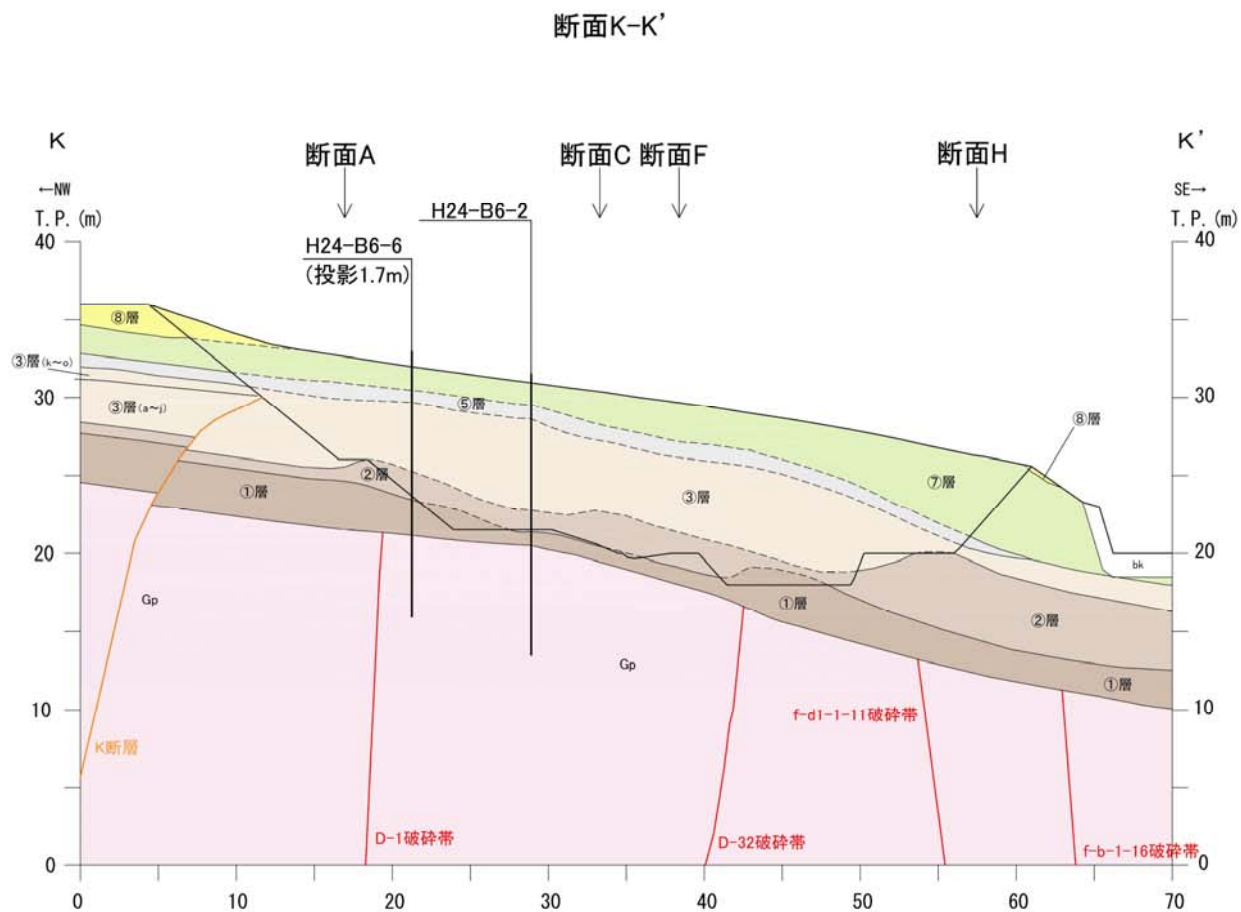 断面K-K’
K
K’
断面A
断面C
断面F
断面H
←NW
SE→
T.P.(m)
T.P.(m)
H24-B6-2
H24-B6-6
(投影1.7m)
40
40
⑧層
③層(k~o)
30
30
③層(a~j)
⑤層
⑧層
⑦層
②層
③層
①層
20
20
bk
Gp
①層
②層
Gp
①層
10
10
f-d1-1-11破砕帯
K断層
D-1破砕帯
D-32破砕帯
f-b-1-16破砕帯
0
0
0
10
20
30
40
50
60
70